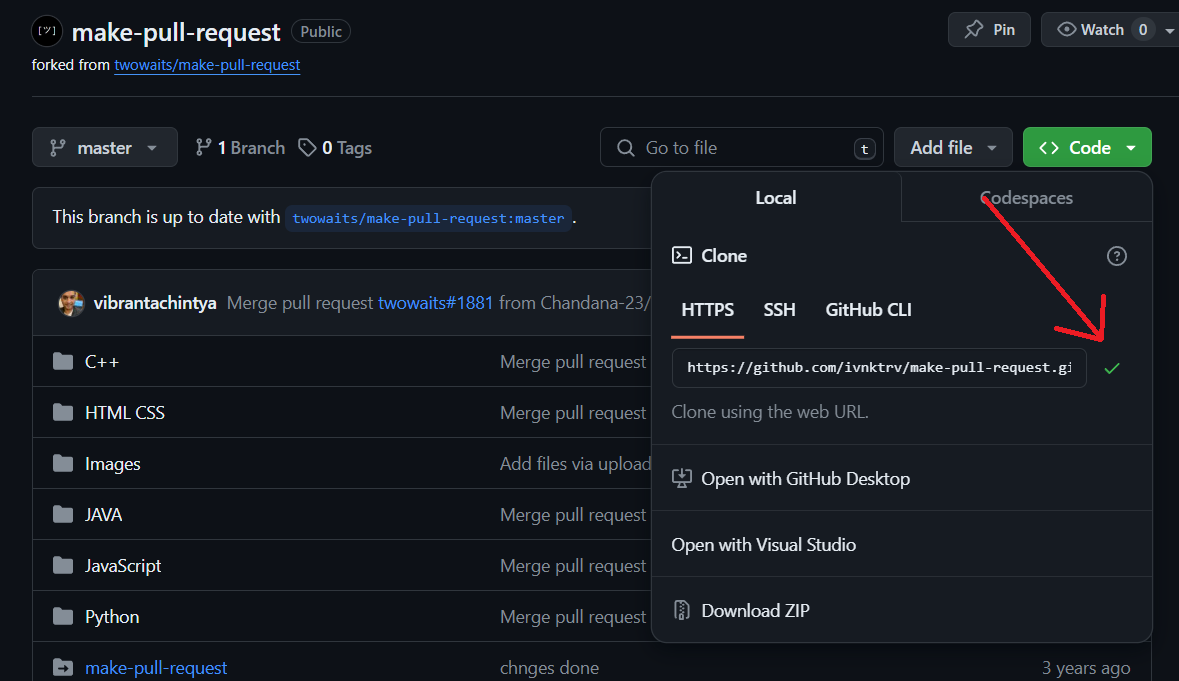 [ツ] make-pull-request Public Pin Watch 0
forked from twowaits/make-pull-request
master 1 Branch 0 Tags Go to file t Add file Code
This branch is up to date with twowaits/make-pull-request:master .
Local Codespaces
Clone
HTTPS SSH GitHub CLI
https://github.com/ivnktrv/make-pull-request.gi
Clone using the web URL.
Open with GitHub Desktop
Open with Visual Studio
Download ZIP
vibrantachintya Merge pull request twowaits#1881 from Chandana-23/
C++ Merge pull request
HTML CSS Merge pull request
Images Add files via upload
JAVA Merge pull request
JavaScript Merge pull request
Python Merge pull request
make-pull-request chnges done 3 years ago